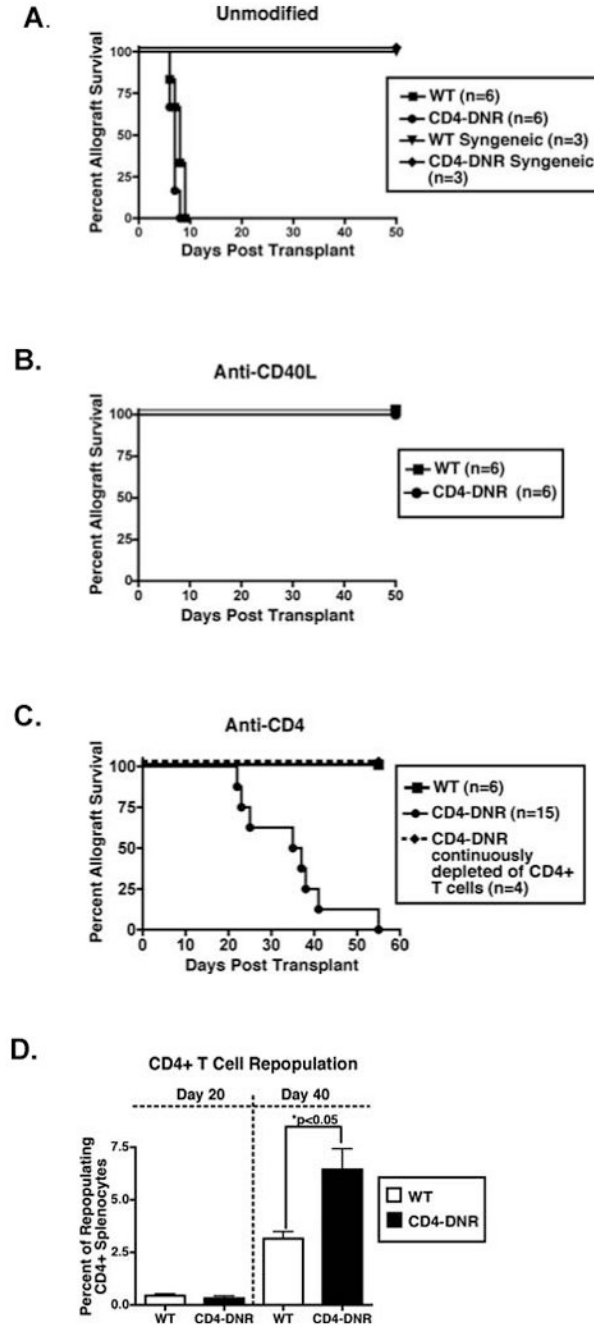 A.
Unmodified
Percent Allograft Survival
100
75
50
25
0
0
10
20
30
40
50
Days Post Transplant
WT (n=6)
CD4-DNR (n=6)
WT Syngeneic (n=3)
CD4-DNR Syngeneic
(n=3)
B.
Anti-CD40L
Percent Allograft Survival
100
75
50
25
0
0
10
20
30
40
50
Days Post Transplant
WT (n=6)
CD4-DNR (n=6)
C.
Anti-CD4
Percent Allograft Survival
100
75
50
25
0
0
10
20
30
40
50
60
Days Post Transplant
WT (n=6)
CD4-DNR (n=15)
CD4-DNR
continuously
depleted of CD4+
T cells (n=4)
D.
CD4+ T Cell Repopulation
Day 20
Day 40
*p<0.05
Percent of Repopulating
CD4+ Splenocytes
7.5
5.0
2.5
0.0
WT
CD4-DNR
WT
CD4-DNR
WT
CD4-DNR